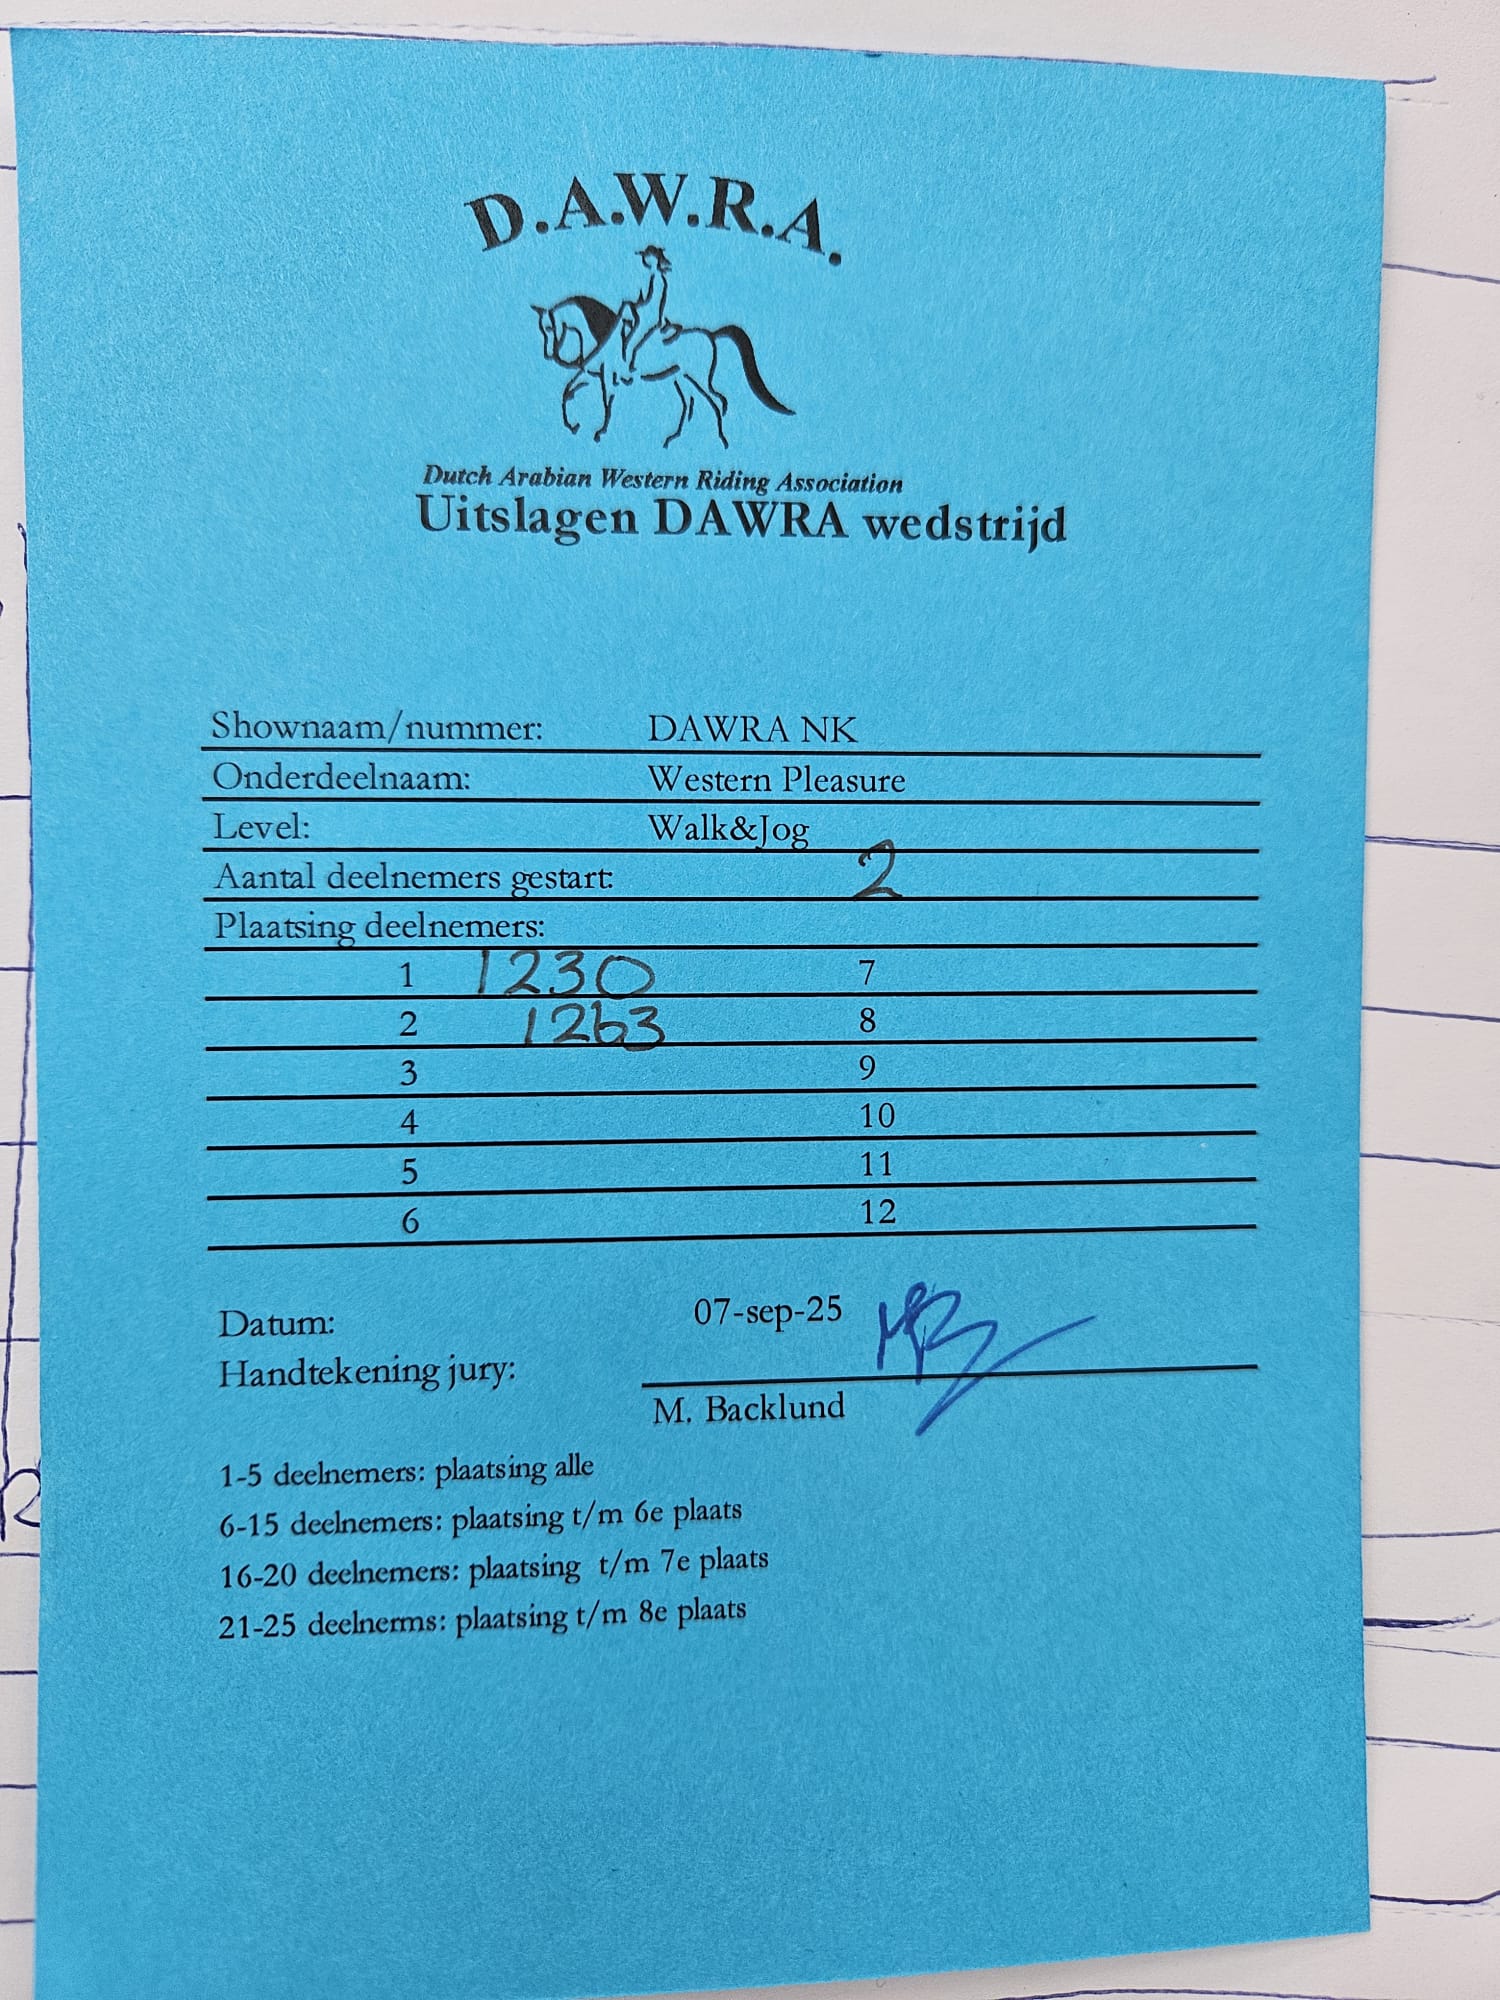 D.A.W.R.A.
Dutch Arabian Western Riding Association
Uitslagen DAWRA wedstrijd
Shownaam/nummer: DAWRA NK
Onderdeelnaam: Western Pleasure
Level: Walk&Jog
Aantal deelnemers gestart: 2
Plaatsing deelnemers:
1 1230 7
2 1263 8
3 9
4 10
5 11
6 12
Datum: 07-sep-25
Handtekening jury:
M. Backlund
1-5 deelnemers: plaatsing alle
6-15 deelnemers: plaatsing t/m 6e plaats
16-20 deelnemers: plaatsing t/m 7e plaats
21-25 deelnerms: plaatsing t/m 8e plaats